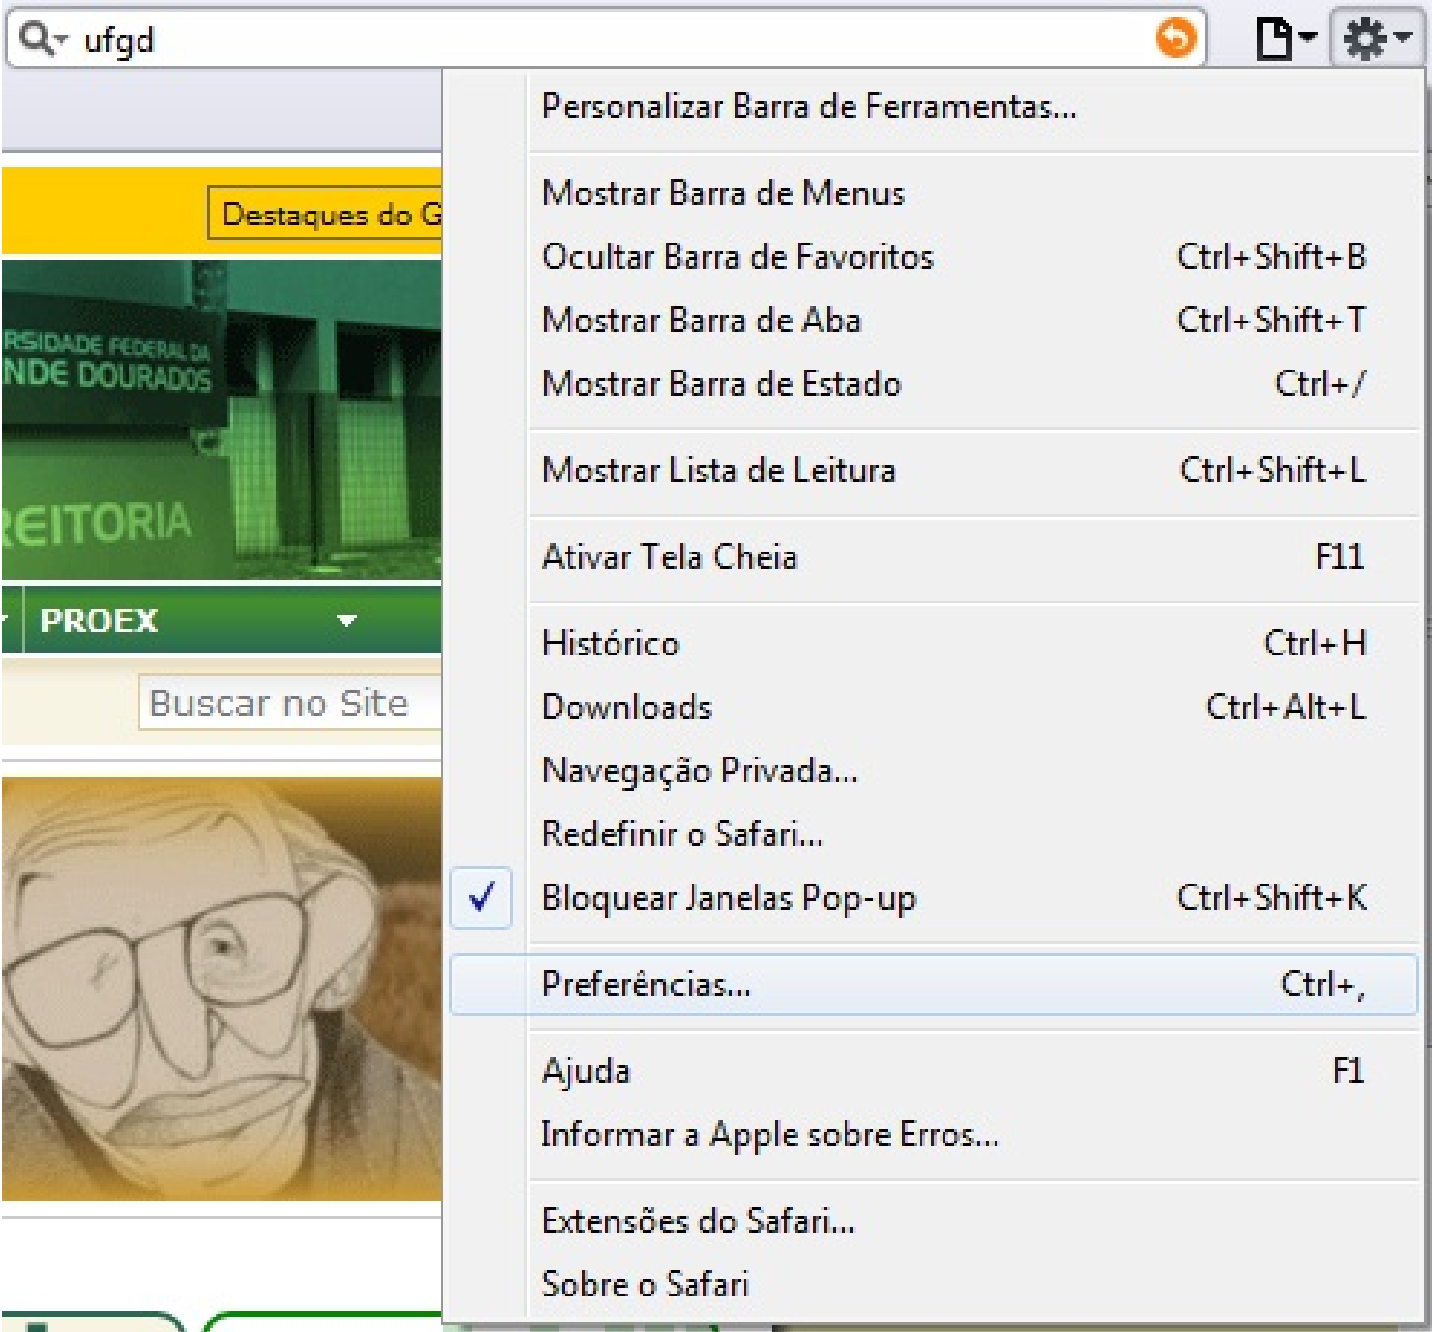 ufgd
Personalizar Barra de Ferramentas...
Mostrar Barra de Menus
Destaques do G
Ocultar Barra de Favoritos Ctrl+Shift+B
Mostrar Barra de Aba Ctrl+Shift+T
RSIDADE FEDERAL DA
NDE DOURADOS
Mostrar Barra de Estado Ctrl+/
Mostrar Lista de Leitura Ctrl+Shift+L
REITORIA
Ativar Tela Cheia F11
PROEX
Histórico Ctrl+H
Buscar no Site
Downloads Ctrl+Alt+L
Navegação Privada...
Redefinir o Safari...
Bloquear Janelas Pop-up Ctrl+Shift+K
Preferências... Ctrl+,
Ajuda F1
Informar a Apple sobre Erros...
Extensões do Safari...
Sobre o Safari